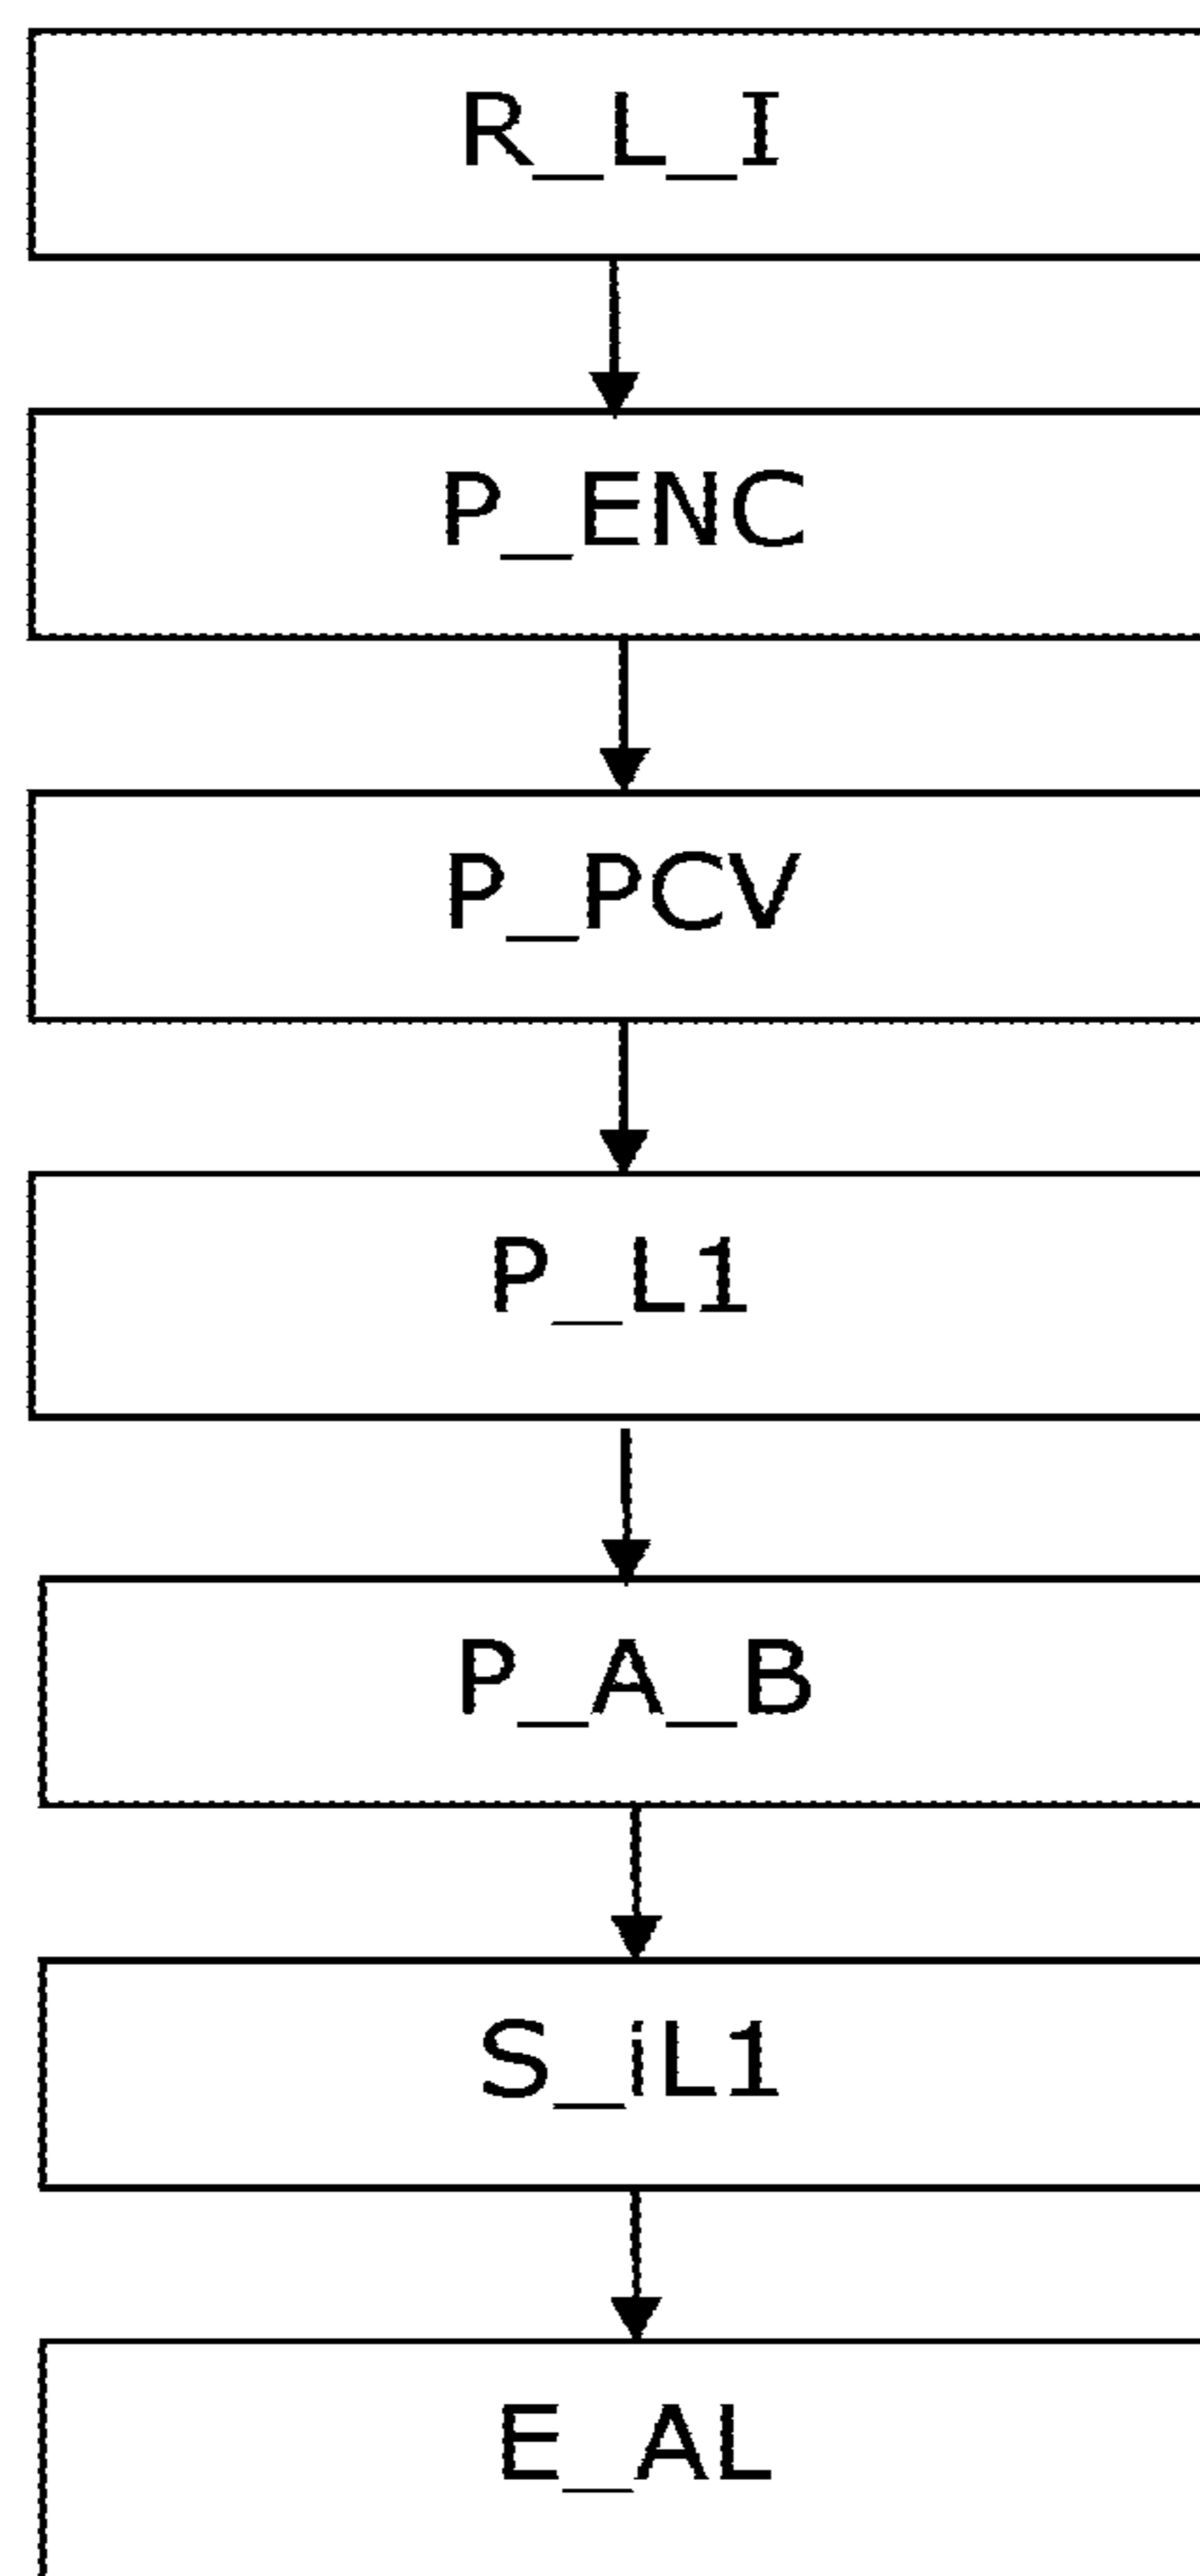 R_L_I
P_ENC
P_PCV
P_L1
P_A_B
S_iL1
E_AL